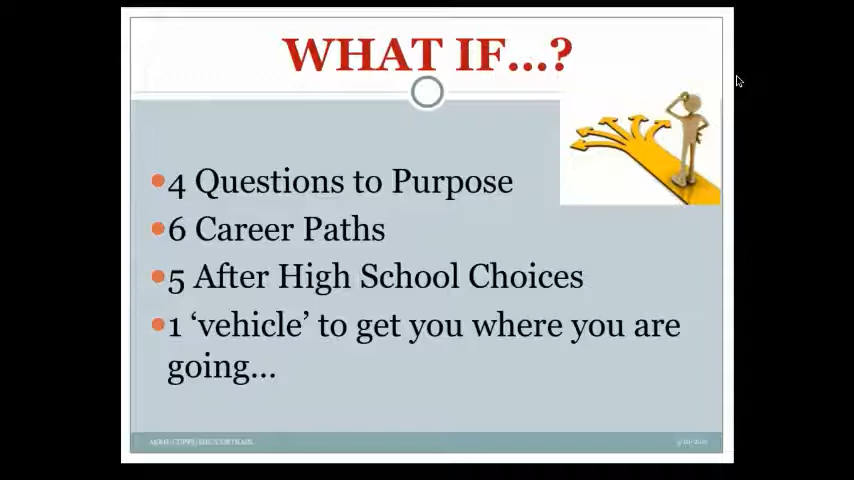 WHAT IF...?
4 Questions to Purpose
6 Career Paths
5 After High School Choices
1 ‘vehicle’ to get you where you are
going...